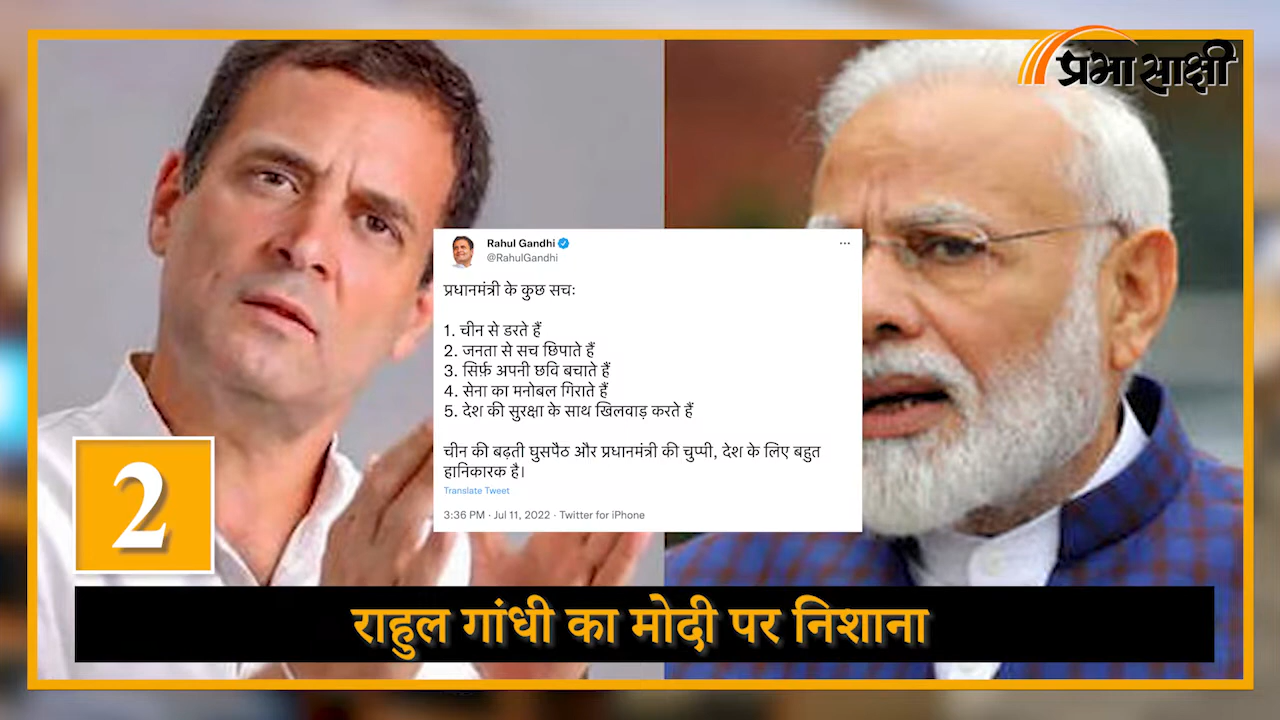 प्रभासाक्षी
Rahul Gandhi
@RahulGandhi
प्रधानमंत्री के कुछ सच:
1. चीन से डरते हैं
2. जनता से सच छिपाते हैं
3. सिर्फ़ अपनी छवि बचाते हैं
4. सेना का मनोबल गिराते हैं
5. देश की सुरक्षा के साथ खिलवाड़ करते हैं
चीन की बढ़ती घुसपैठ और प्रधानमंत्री की चुप्पी, देश के लिए बहुत
हानिकारक है।
Translate Tweet
3:36 PM · Jul 11, 2022 · Twitter for iPhone
2
राहुल गांधी का मोदी पर निशाना